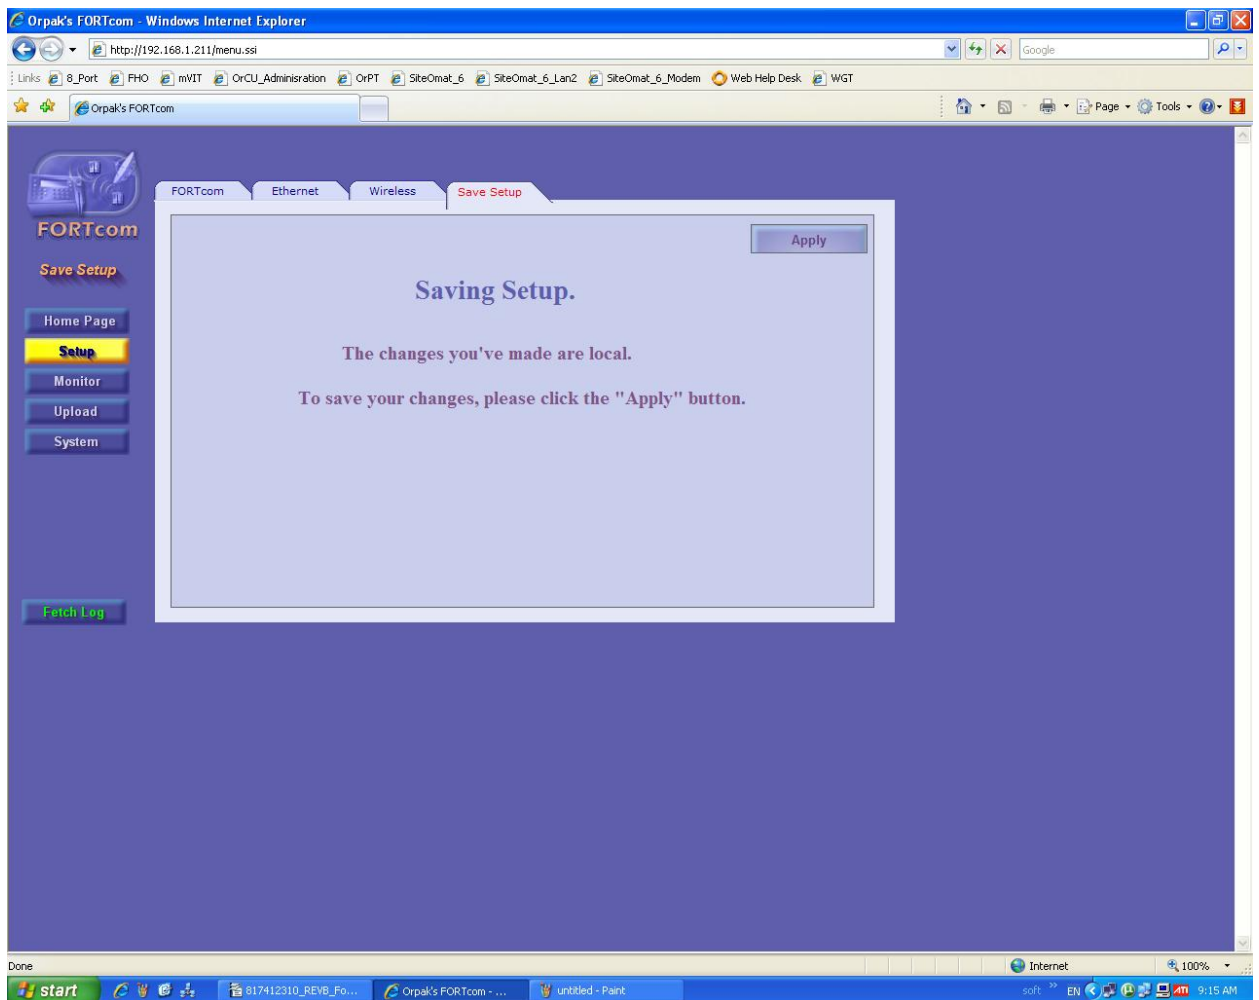 Orpak's FORTcom - Windows Internet Explorer
http://192.168.1.211/menu.ssi
Google
Links 8_Port FHO mVIT OrCU_Adminisration OrPT SiteOmat_6 SiteOmat_6_Lan2 SiteOmat_6_Modem Web Help Desk WGT
Orpak's FORTcom
Page Tools
FORTcom Ethernet Wireless Save Setup
FORTcom
Apply
Save Setup
Saving Setup.
Home Page
Setup
The changes you've made are local.
Monitor
To save your changes, please click the "Apply" button.
Upload
System
Fetch Log
Done
Internet
100%
start
817412310_REVB_Fo...
Orpak's FORTcom - ...
untitled - Paint
soft » EN
9:15 AM